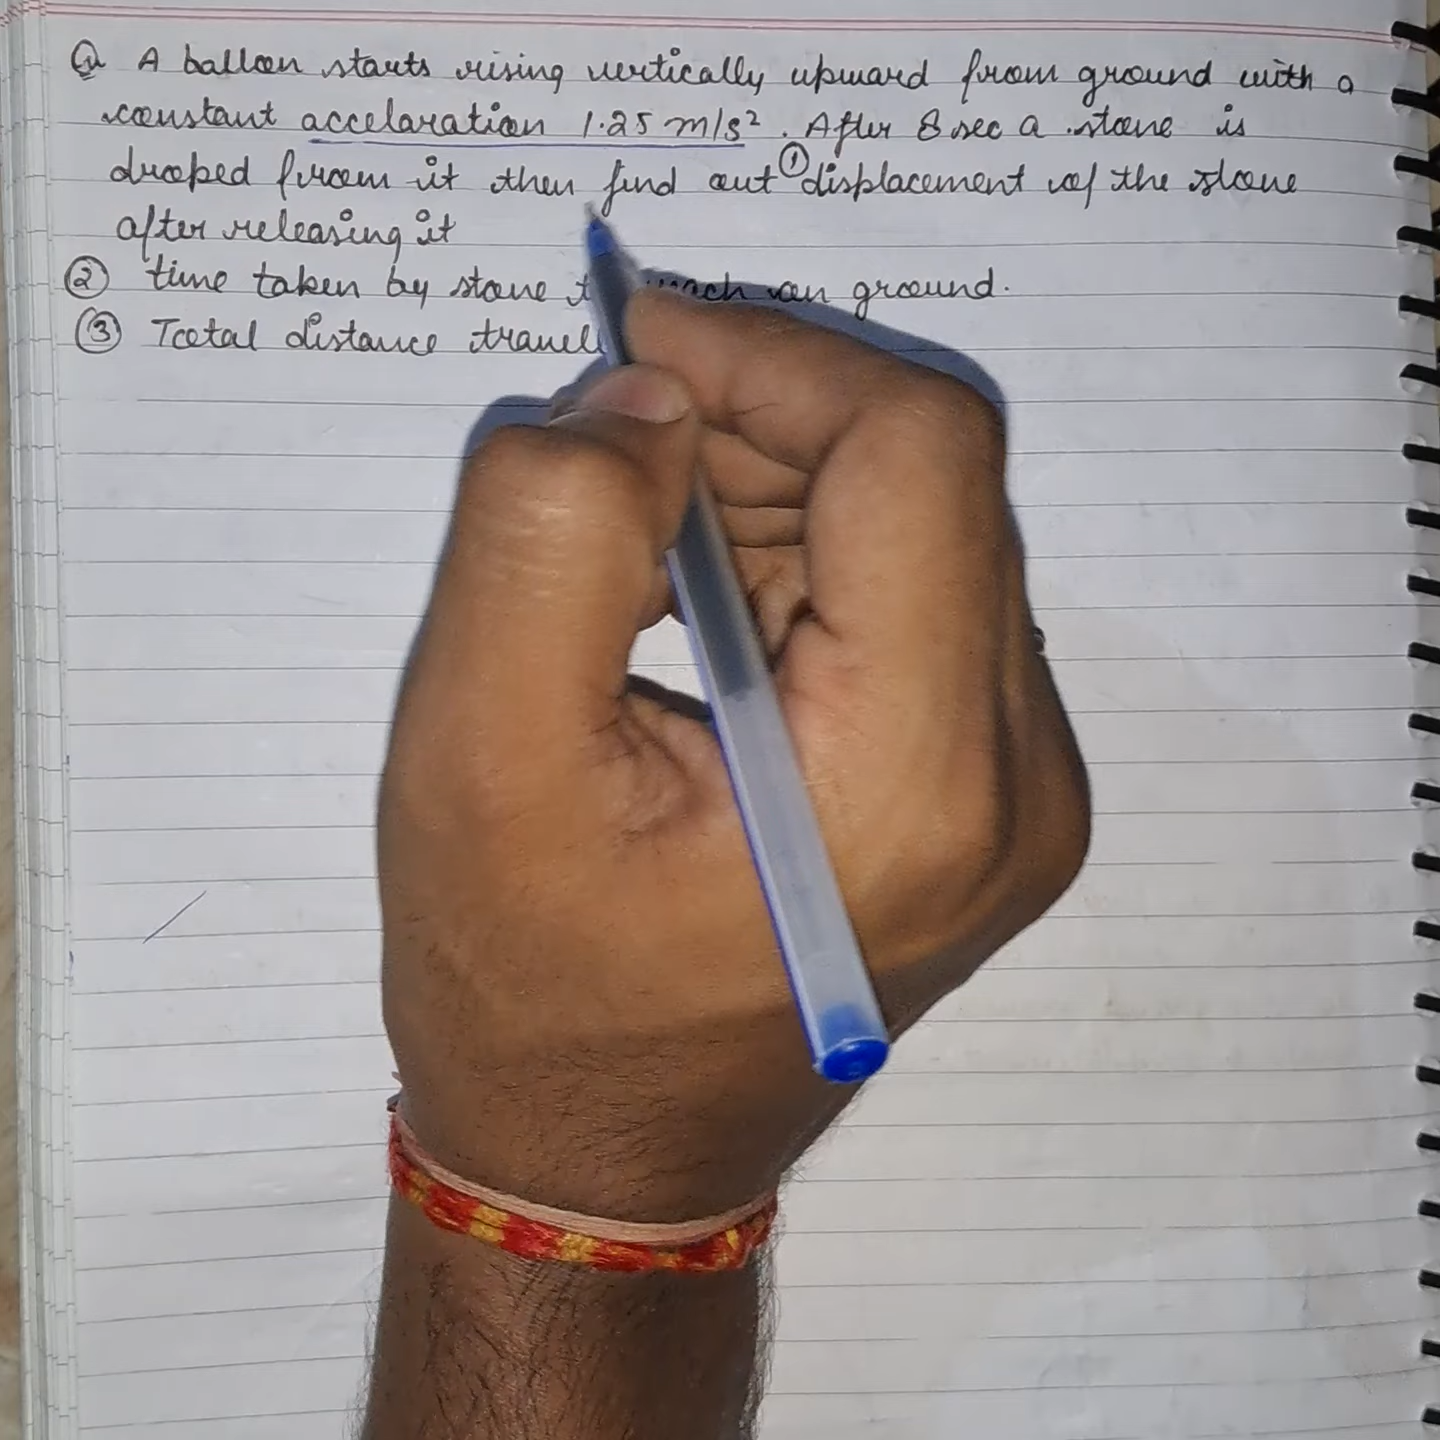 Q A balloon starts rising vertically upward from ground with a
constant accelaration 1.25 m/s². After 8 sec a stone is
droped from it then find out ① displacement of the stone
after releasing it
② time taken by stone on ground.
③ Total distance